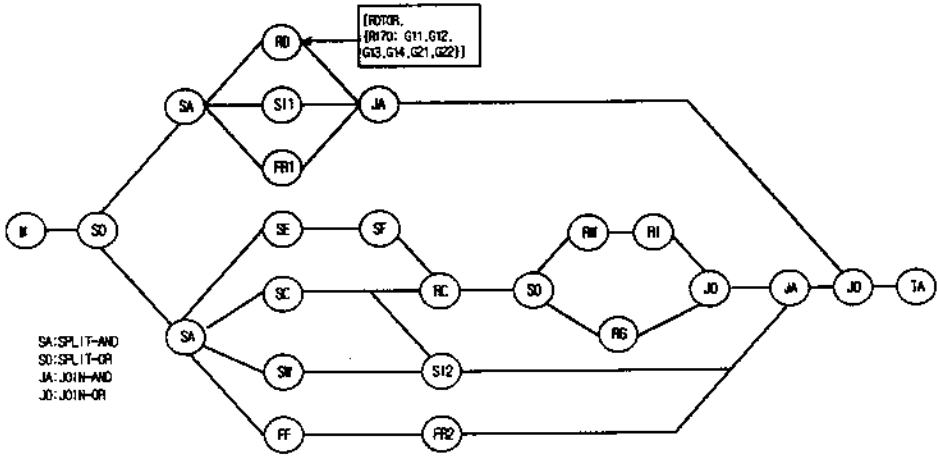 [ROTOR,
{R170: G11,G12,
G13,G14,G21,G22}]
RO
SA
SI1
JA
FR1
SO
SE
SF
RW
RI
SC
RC
SO
JO
JA
JO
TA
RG
SA
SW
SI2
FF
FR2
SA:SPLIT-AND
SO:SPLIT-OR
JA:JOIN-AND
JO:JOIN-OR